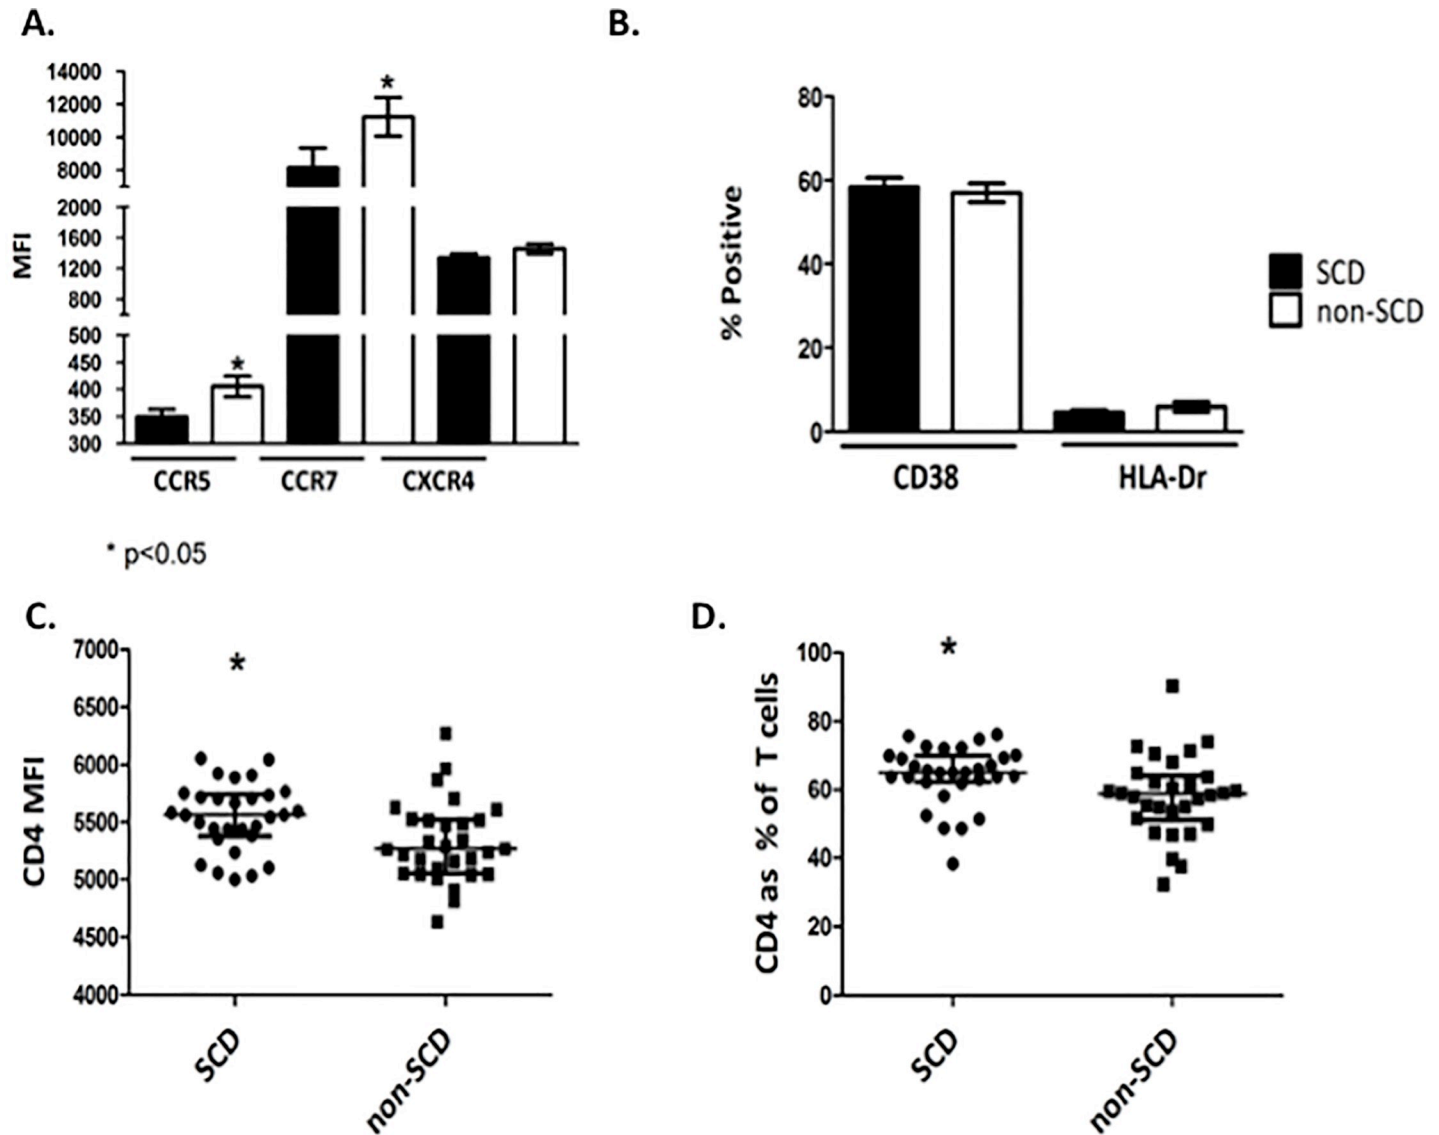 A.
14000
12000
10000
8000
2000
1600
1200
800
500
450
400
350
300
MFI
*
*
CCR5 CCR7 CXCR4
* p<0.05
B.
80
60
40
20
0
% Positive
CD38 HLA-Dr
SCD
non-SCD
C.
7000
6500
6000
5500
5000
4500
4000
CD4 MFI
*
SCD non-SCD
D.
100
80
60
40
20
0
CD4 as % of T cells
*
SCD non-SCD